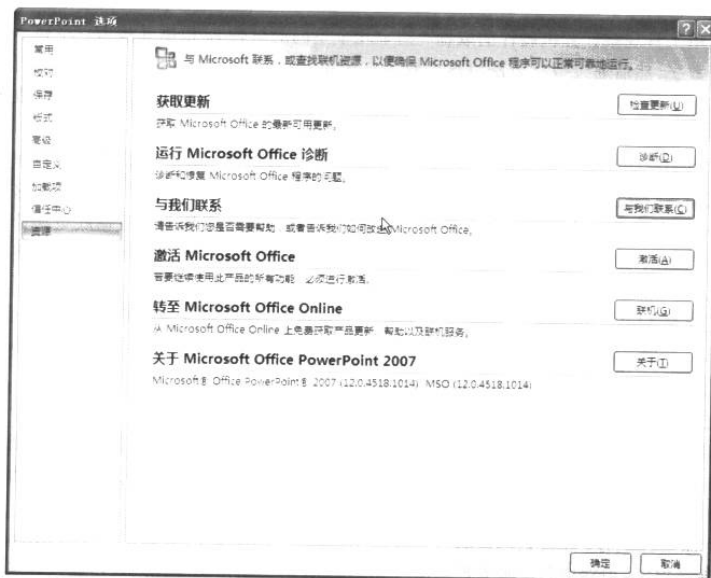 PowerPoint 选项
常用
校对
保存
版式
高级
自定义
加载项
信任中心
资源
与 Microsoft 联系，或查找联机资源，以便确保 Microsoft Office 程序可以正常可靠地运行。
获取更新
检查更新(U)
获取 Microsoft Office 的最新可用更新。
运行 Microsoft Office 诊断
诊断(D)
诊断和修复 Microsoft Office 程序的问题。
与我们联系
与我们联系(C)
请告诉我们您是否需要帮助，或者告诉我们如何改进 Microsoft Office。
激活 Microsoft Office
激活(A)
若要继续使用此产品的所有功能，必须进行激活。
转至 Microsoft Office Online
联机(G)
从 Microsoft Office Online 上免费获取产品更新、帮助以及联机服务。
关于 Microsoft Office PowerPoint 2007
关于(T)
Microsoft® Office PowerPoint® 2007 (12.0.4518.1014) MSO (12.0.4518.1014)
确定
取消